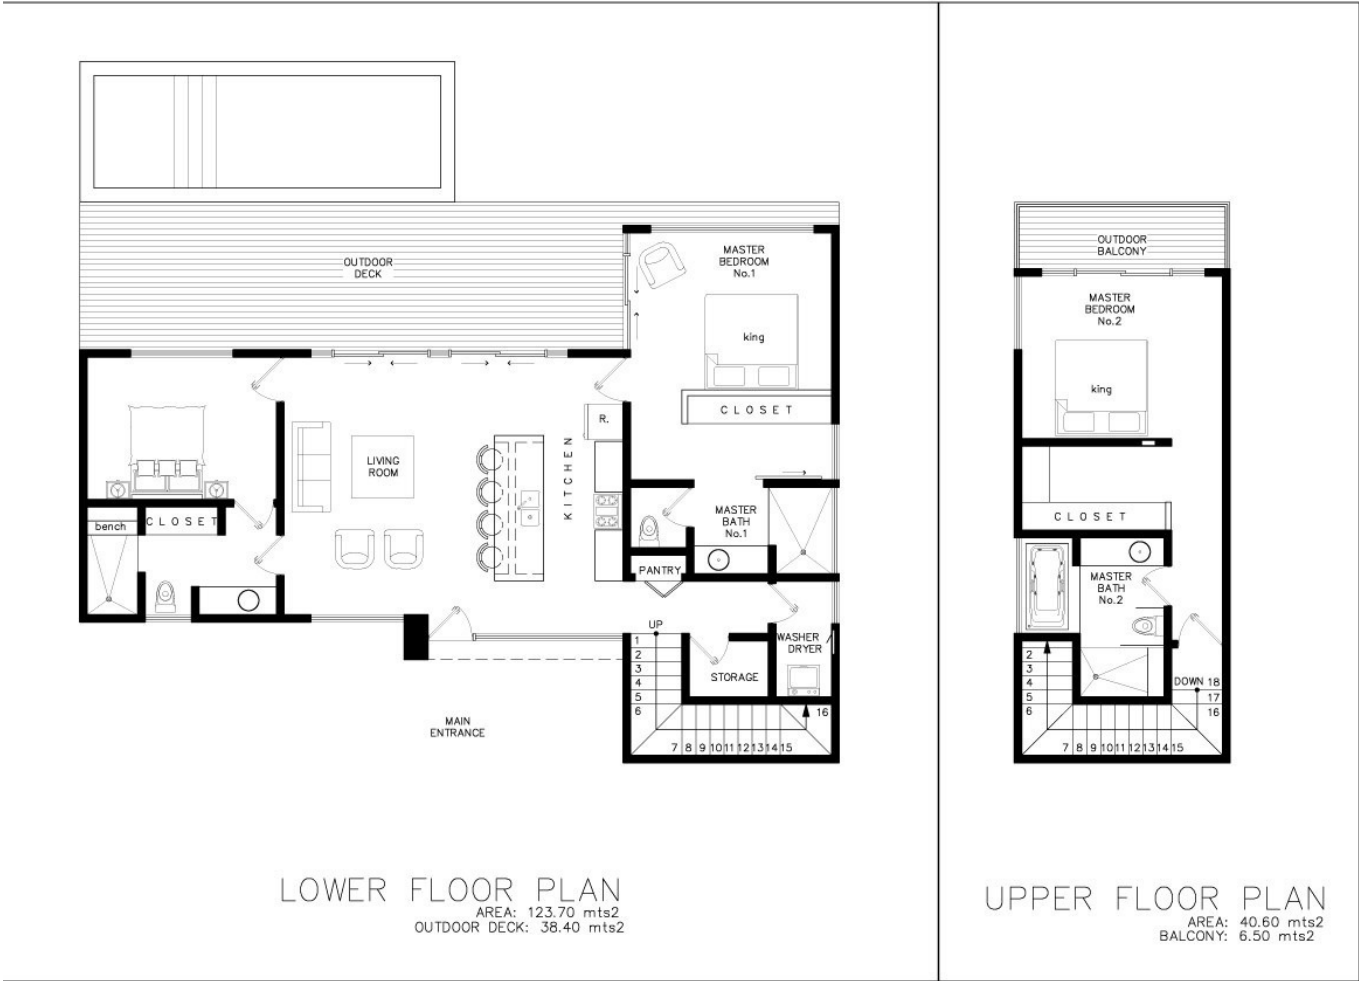 OUTDOOR
DECK
MASTER
BEDROOM
No.1
king
CLOSET
R.
KITCHEN
LIVING
ROOM
bench
CLOSET
MASTER
BATH
No.1
PANTRY
UP
1
2
3
4
5
6
7 8 9 10 11 12 13 14 15
16
WASHER
DRYER
STORAGE
MAIN
ENTRANCE
LOWER FLOOR PLAN
AREA: 123.70 mts2
OUTDOOR DECK: 38.40 mts2
OUTDOOR
BALCONY
MASTER
BEDROOM
No.2
king
CLOSET
MASTER
BATH
No.2
2
3
4
5
6
7 8 9 10 11 12 13 14 15
DOWN 18
17
16
UPPER FLOOR PLAN
AREA: 40.60 mts2
BALCONY: 6.50 mts2